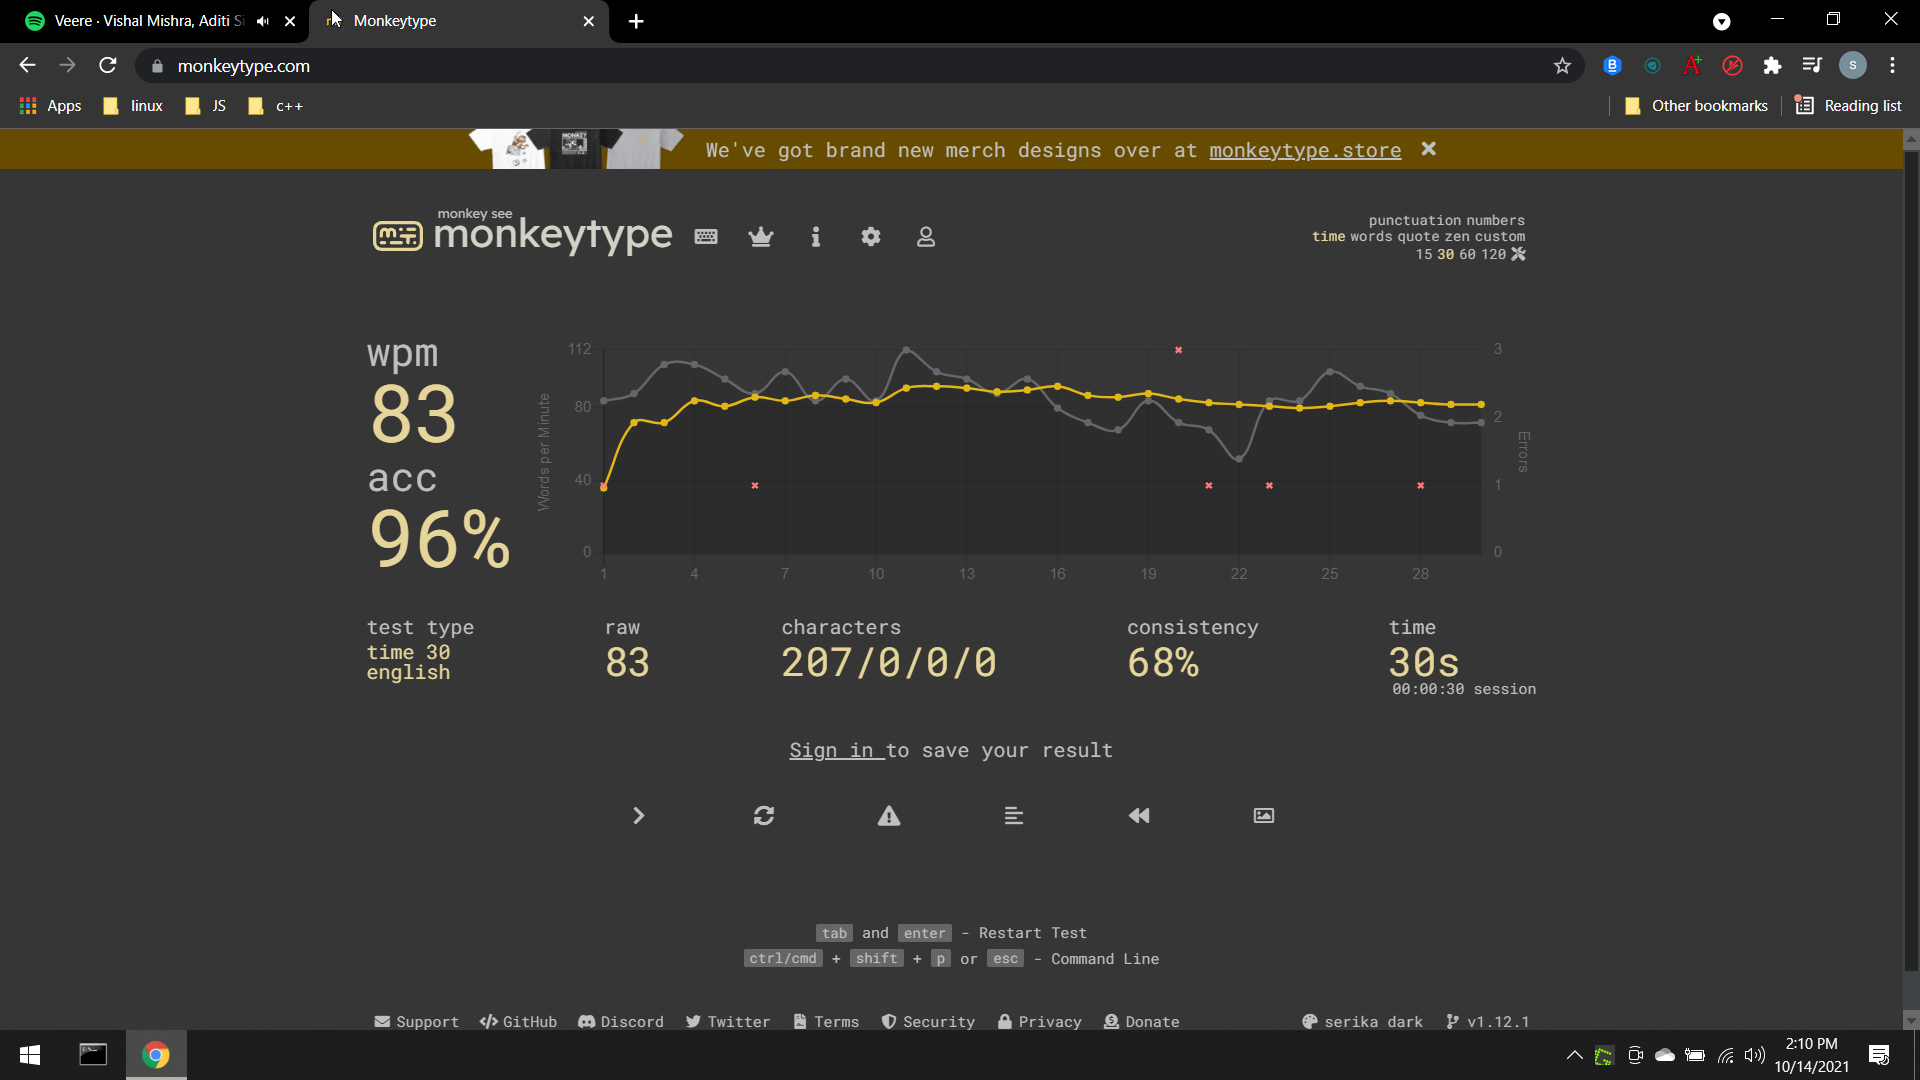 Veere · Vishal Mishra, Aditi Si
Monkeytype
monkeytype.com
S
Apps
linux
JS
c++
Other bookmarks
Reading list
MONKEY
We've got brand new merch designs over at monkeytype.store
monkey see
monkeytype
punctuation numbers
time words quote zen custom
15 30 60 120
wpm
83
acc
96%
Words per Minute
112
80
40
0
3
2
1
0
Errors
1 4 7 10 13 16 19 22 25 28
test type
time 30
english
raw
83
characters
207/0/0/0
consistency
68%
time
30s
00:00:30 session
Sign in to save your result
tab and enter - Restart Test
ctrl/cmd + shift + p or esc - Command Line
Support GitHub Discord Twitter Terms Security Privacy Donate serika dark v1.12.1
2:10 PM
10/14/2021